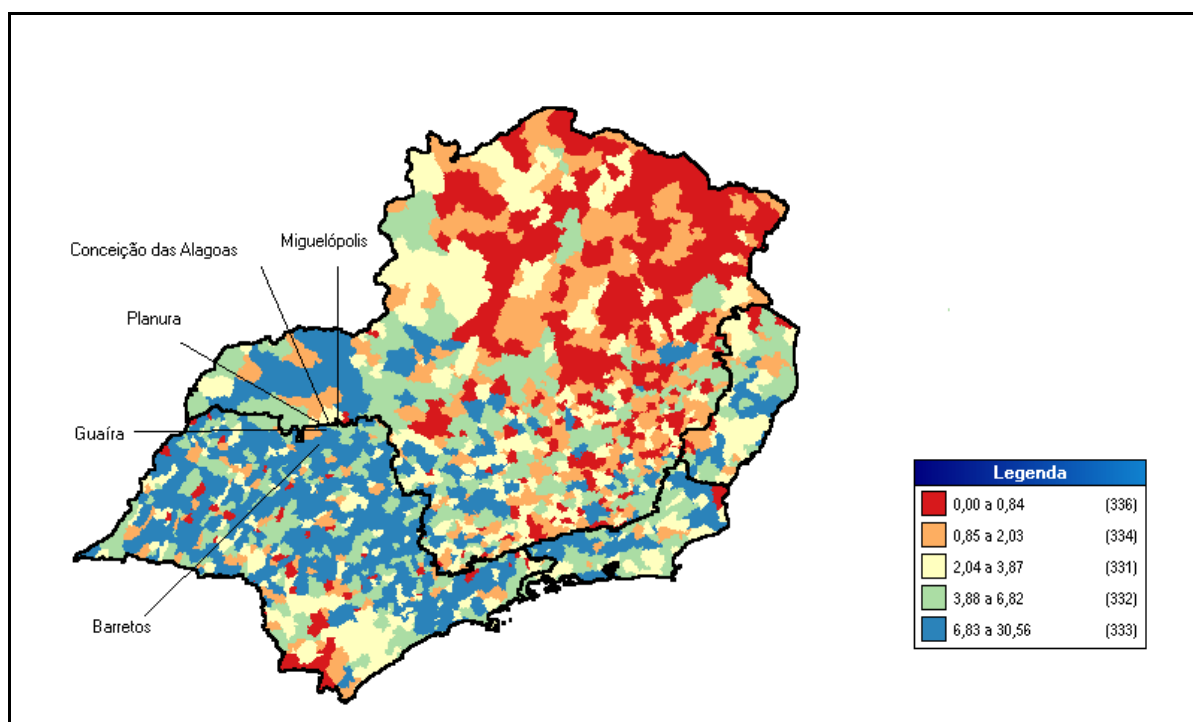 Miguelópolis
Conceição das Alagoas
Planura
Guaíra
Barretos
Legenda
0,00 a 0,84 (336)
0,85 a 2,03 (334)
2,04 a 3,87 (331)
3,88 a 6,82 (332)
6,83 a 30,56 (333)